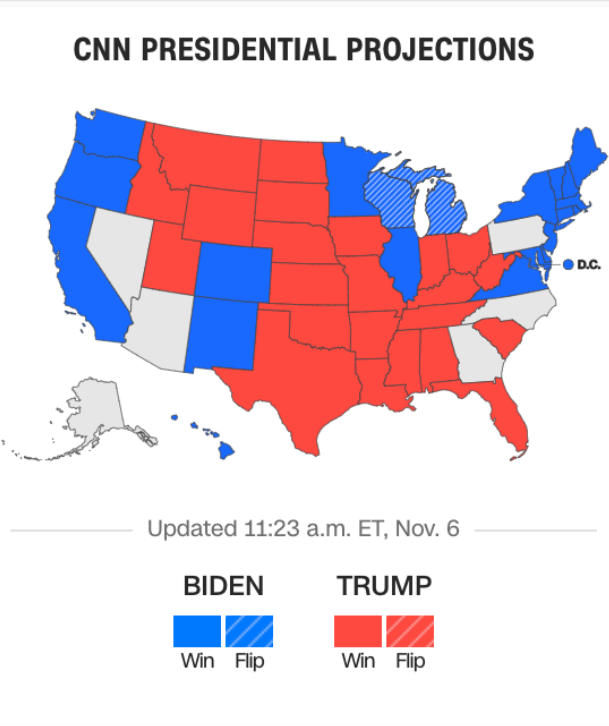 CNN PRESIDENTIAL PROJECTIONS
D.C.
Updated 11:23 a.m. ET, Nov. 6
BIDEN TRUMP
Win Flip Win Flip